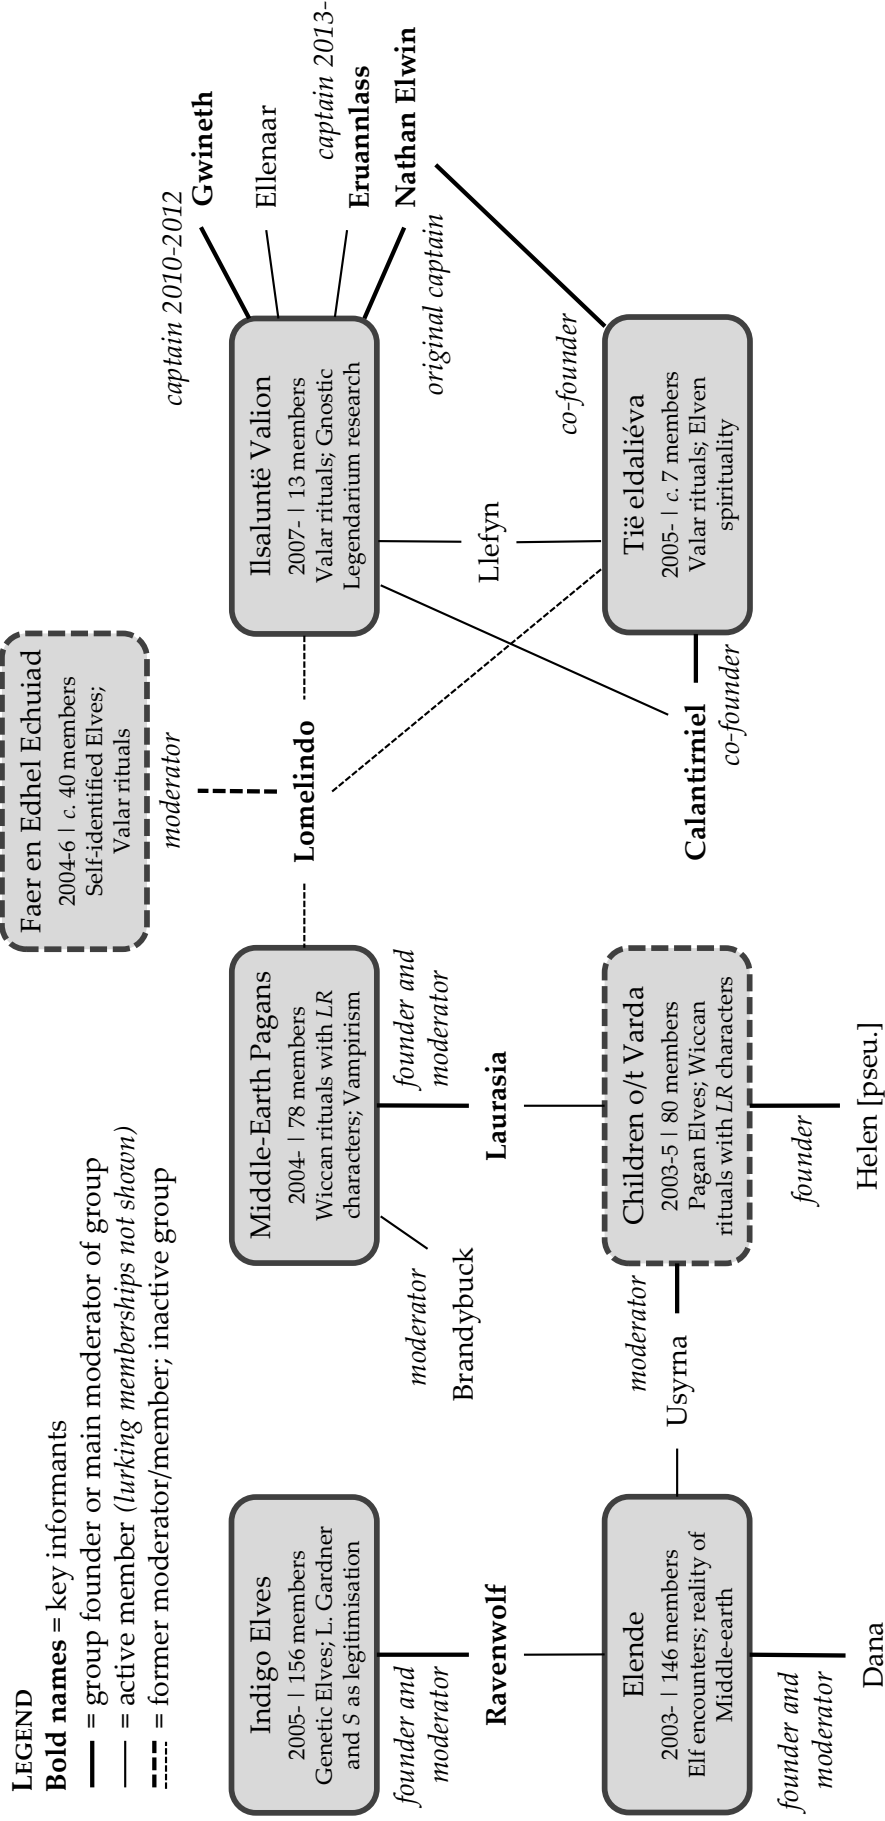 LEGEND
Bold names = key informants
= group founder or main moderator of group
= active member (lurking memberships not shown)
= former moderator/member; inactive group
Faer en Edhel Echuiad
2004-6 | c. 40 members
Self-identified Elves;
Valar rituals
moderator
Indigo Elves
2005- | 156 members
Genetic Elves; L. Gardner
and S as legitimisation
founder and
moderator
Ravenwolf
Middle-Earth Pagans
2004- | 78 members
Wiccan rituals with LR
characters; Vampirism
moderator
Brandybuck
founder and
moderator
Laurasia
Lomelindo
Ilsaluntë Valion
2007- | 13 members
Valar rituals; Gnostic
Legendarium research
captain 2010-2012
Gwineth
Ellenaar
captain 2013-
Eruannlass
Nathan Elwin
original captain
Llefyn
Elende
2003- | 146 members
Elf encounters; reality of
Middle-earth
founder and
moderator
Dana
moderator
Usyrna
Children o/t Varda
2003-5 | 80 members
Pagan Elves; Wiccan
rituals with LR characters
founder
Helen [pseu.]
Calantirniel
co-founder
Tië eldaliéva
2005- | c. 7 members
Valar rituals; Elven
spirituality
co-founder